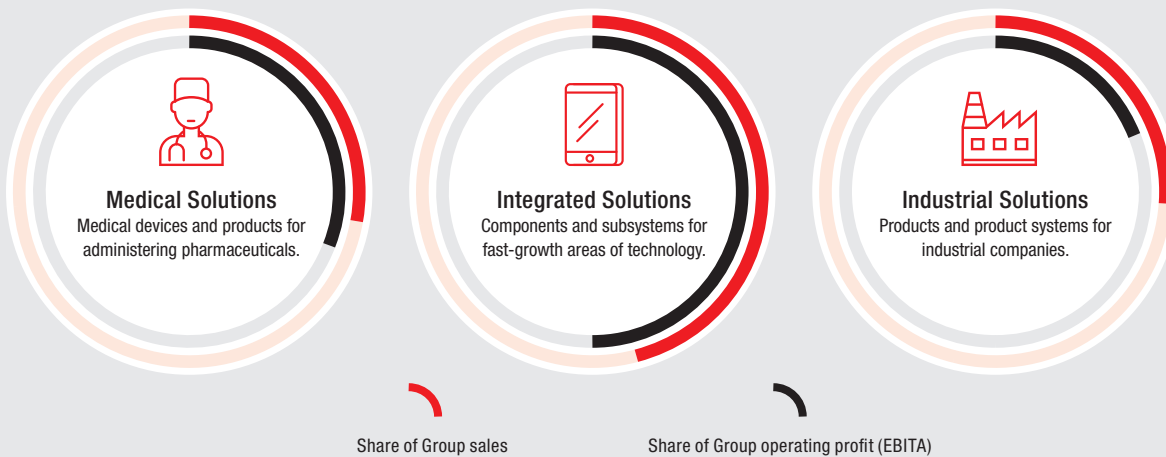 Medical Solutions
Medical devices and products for
administering pharmaceuticals.
Integrated Solutions
Components and subsystems for
fast-growth areas of technology.
Industrial Solutions
Products and product systems for
industrial companies.
Share of Group sales
Share of Group operating profit (EBITA)